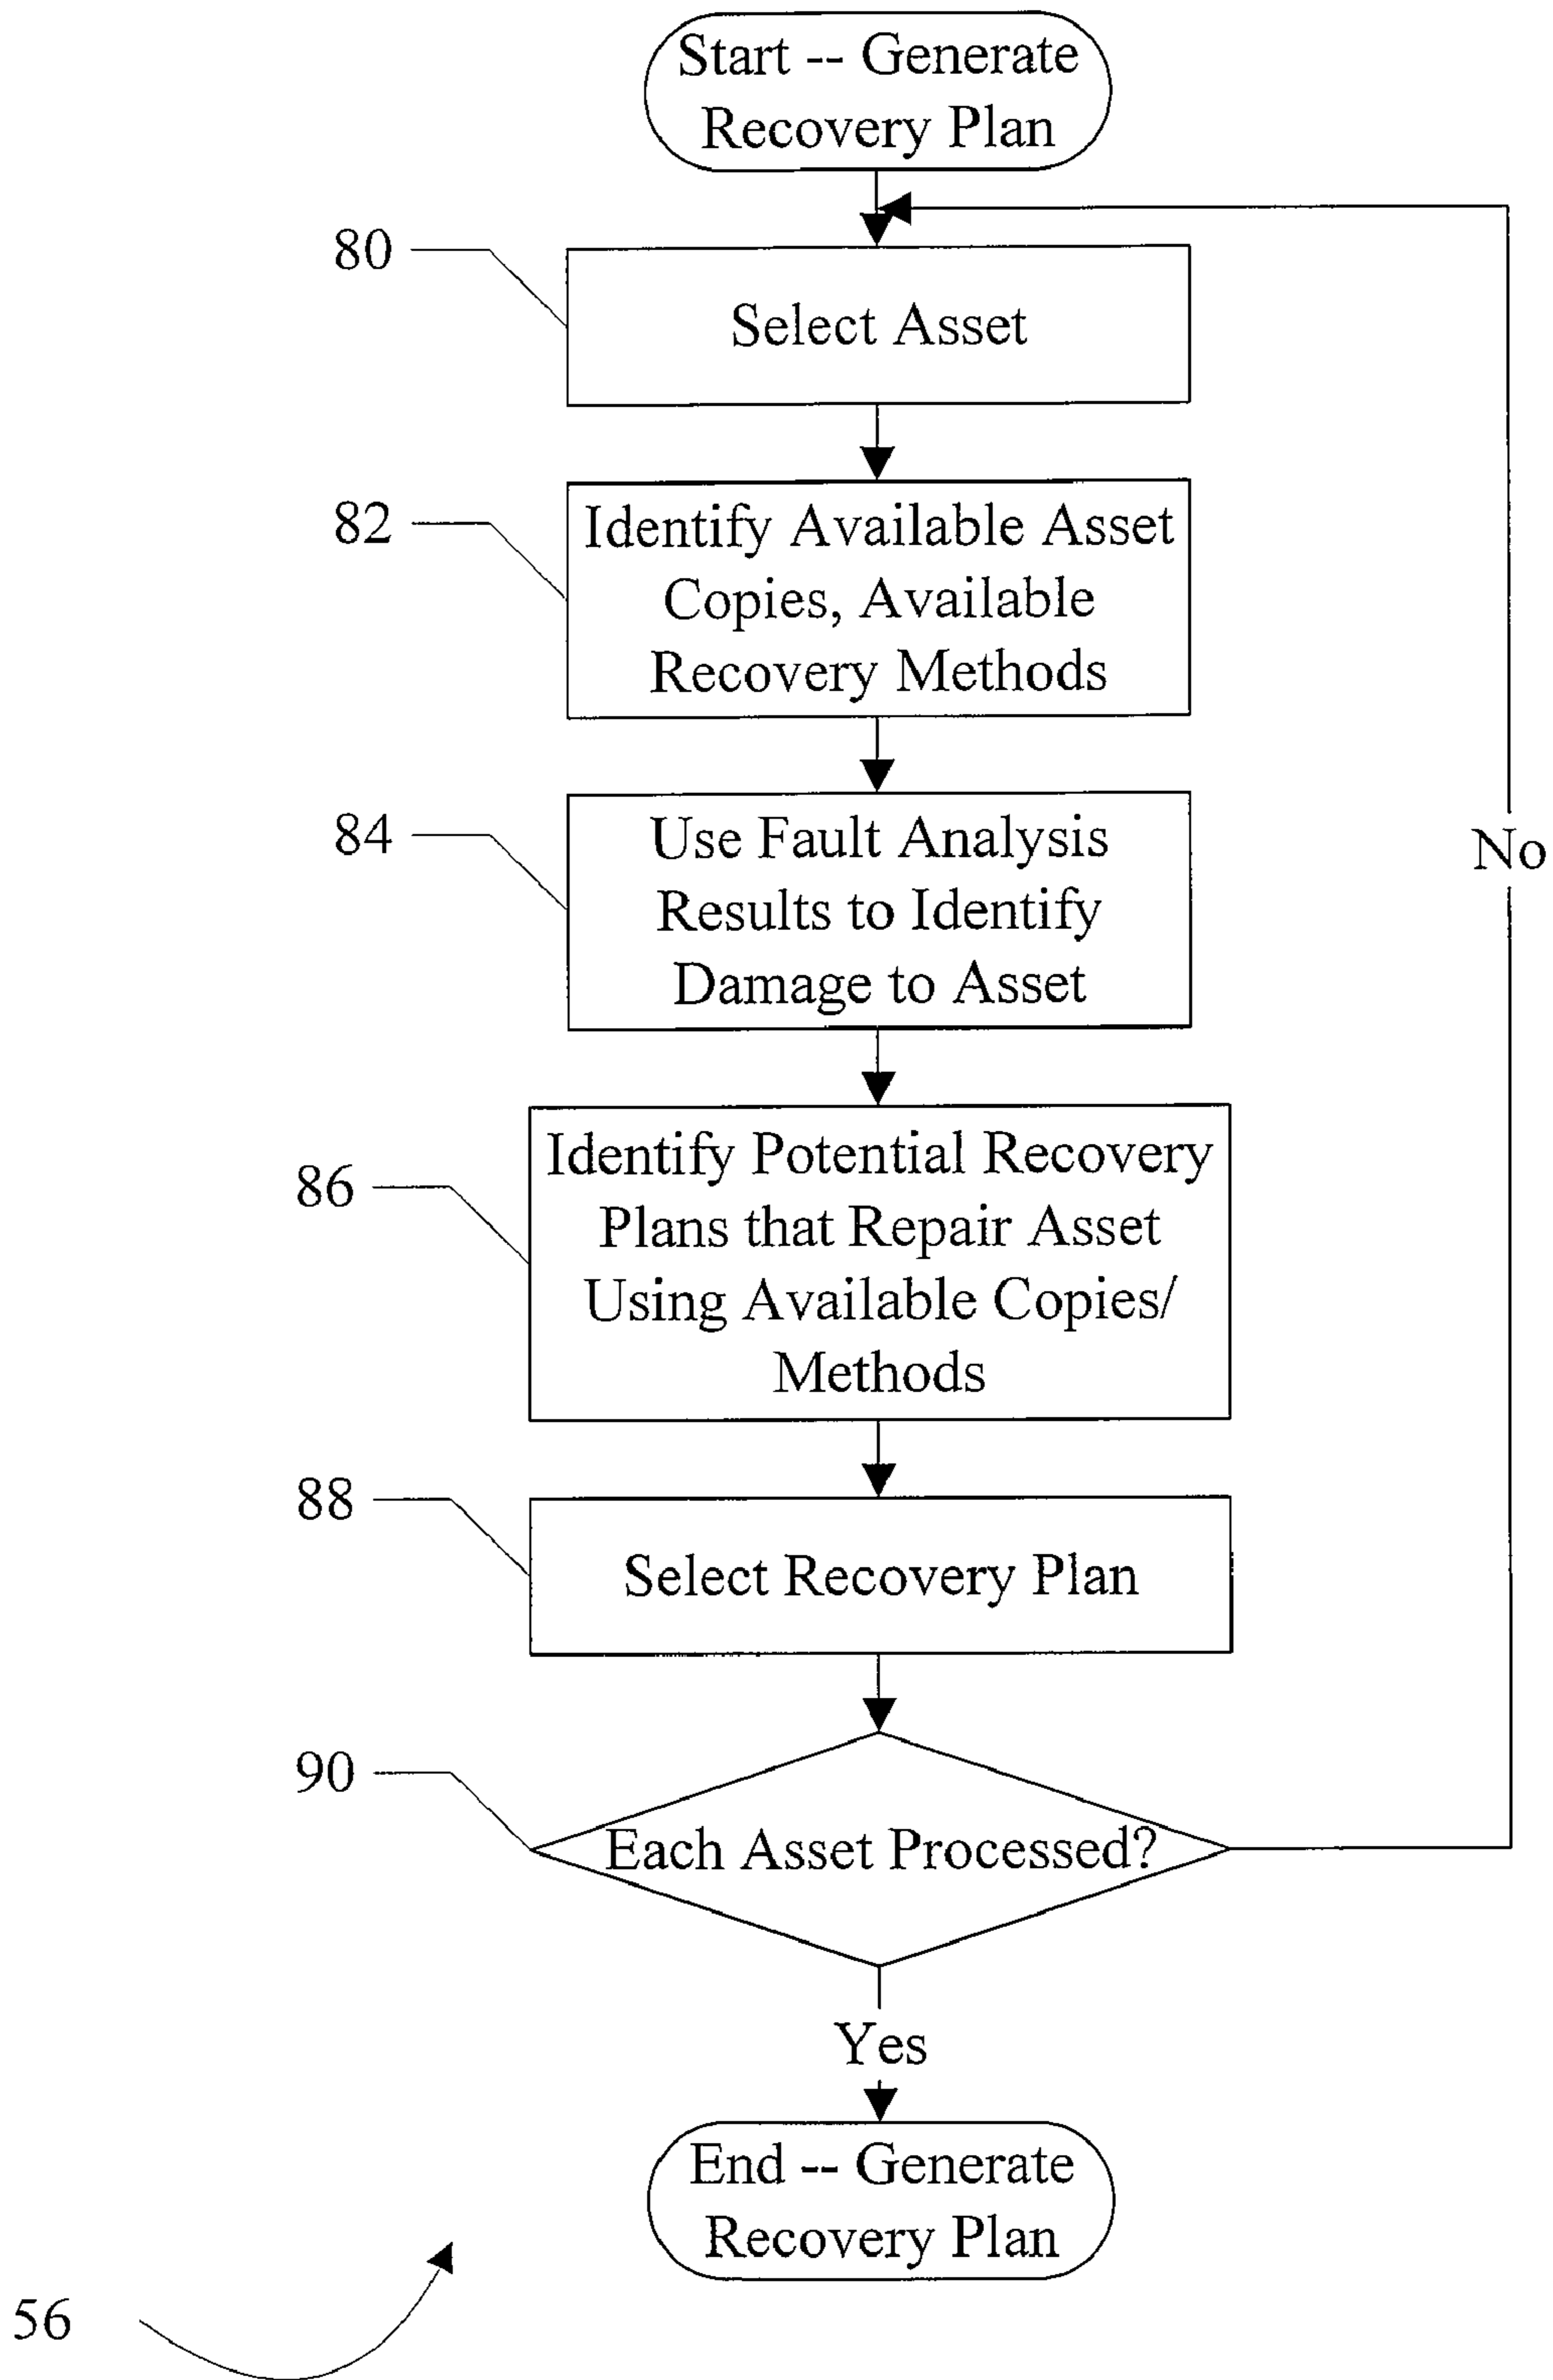 Start -- Generate
Recovery Plan
80
Select Asset
82
Identify Available Asset
Copies, Available
Recovery Methods
84
Use Fault Analysis
Results to Identify
Damage to Asset
No
86
Identify Potential Recovery
Plans that Repair Asset
Using Available Copies/
Methods
88
Select Recovery Plan
90
Each Asset Processed?
Yes
End -- Generate
Recovery Plan
56